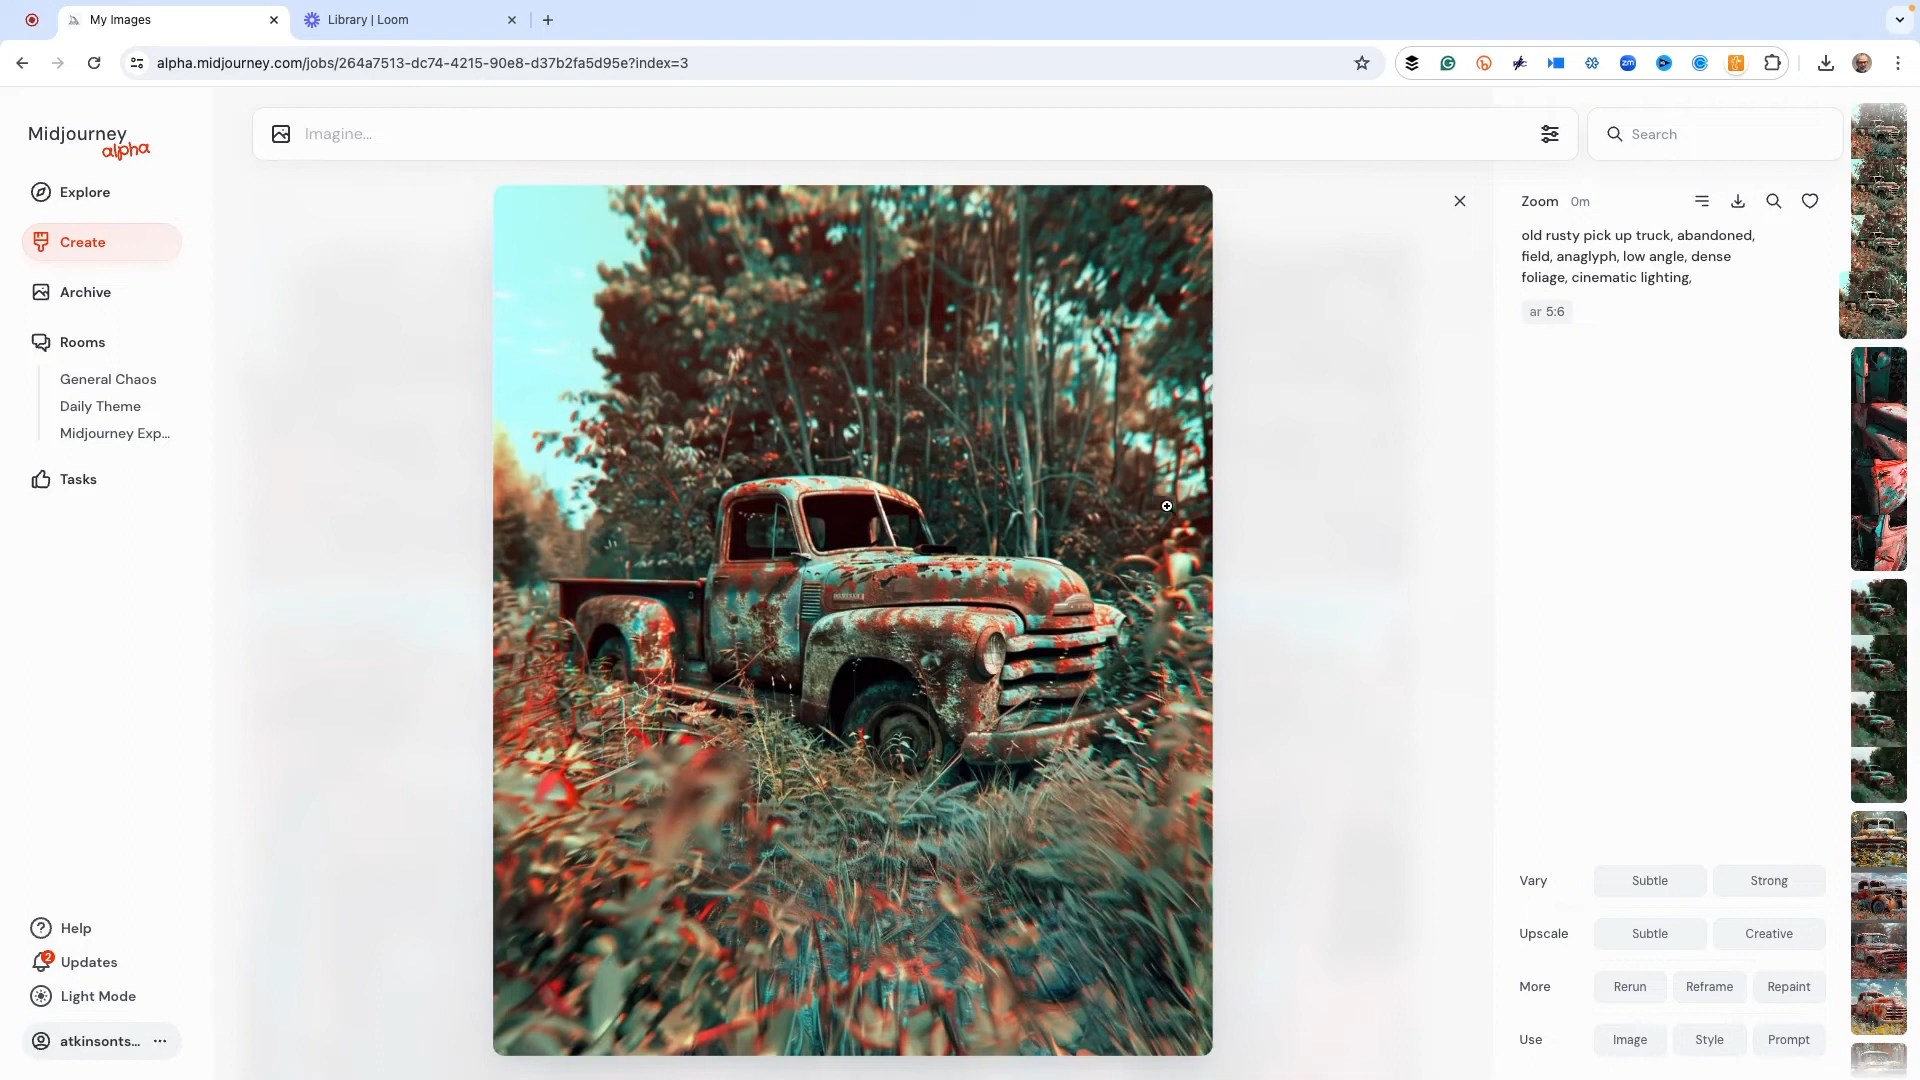 My Images
Library | Loom
alpha.midjourney.com/jobs/264a7513-dc74-4215-90e8-d37b2fa5d95e?index=3
zm
Midjourney
alpha
Imagine...
Search
Explore
Create
Archive
Rooms
General Chaos
Daily Theme
Midjourney Exp...
Tasks
Zoom 0m
old rusty pick up truck, abandoned,
field, anaglyph, low angle, dense
foliage, cinematic lighting,
ar 5:6
Vary Subtle Strong
Upscale Subtle Creative
More Rerun Reframe Repaint
Use Image Style Prompt
Help
2
Updates
Light Mode
atkinsonts...